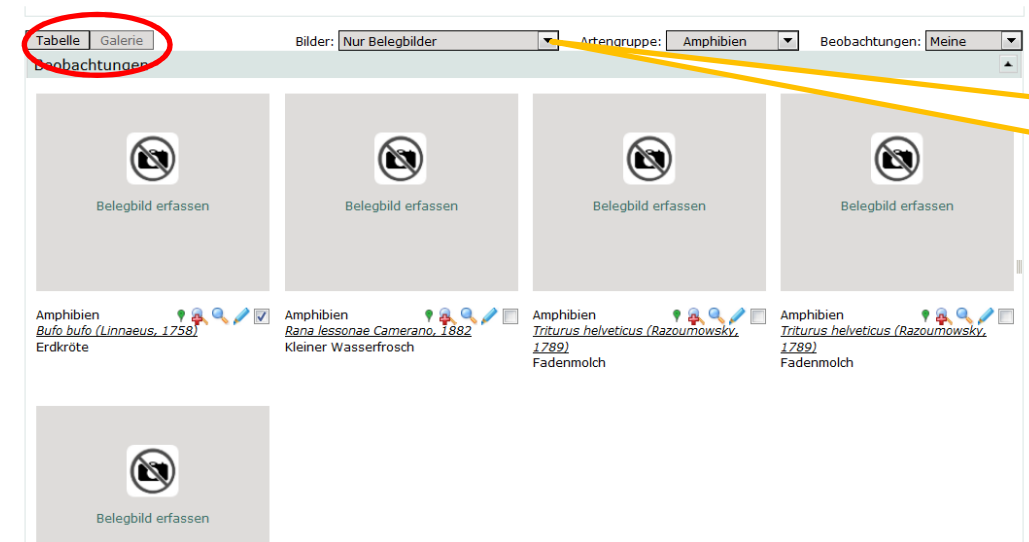 Tabelle Galerie Bilder: Nur Belegbilder Artengruppe: Amphibien Beobachtungen: Meine
Beobachtungen
Belegbild erfassen Belegbild erfassen Belegbild erfassen Belegbild erfassen
Amphibien Amphibien Amphibien Amphibien
Bufo bufo (Linnaeus, 1758) Rana lessonae Camerano, 1882 Triturus helveticus (Razoumowsky, Triturus helveticus (Razoumowsky,
Erdkröte Kleiner Wasserfrosch 1789) 1789)
Fadenmolch Fadenmolch
Belegbild erfassen